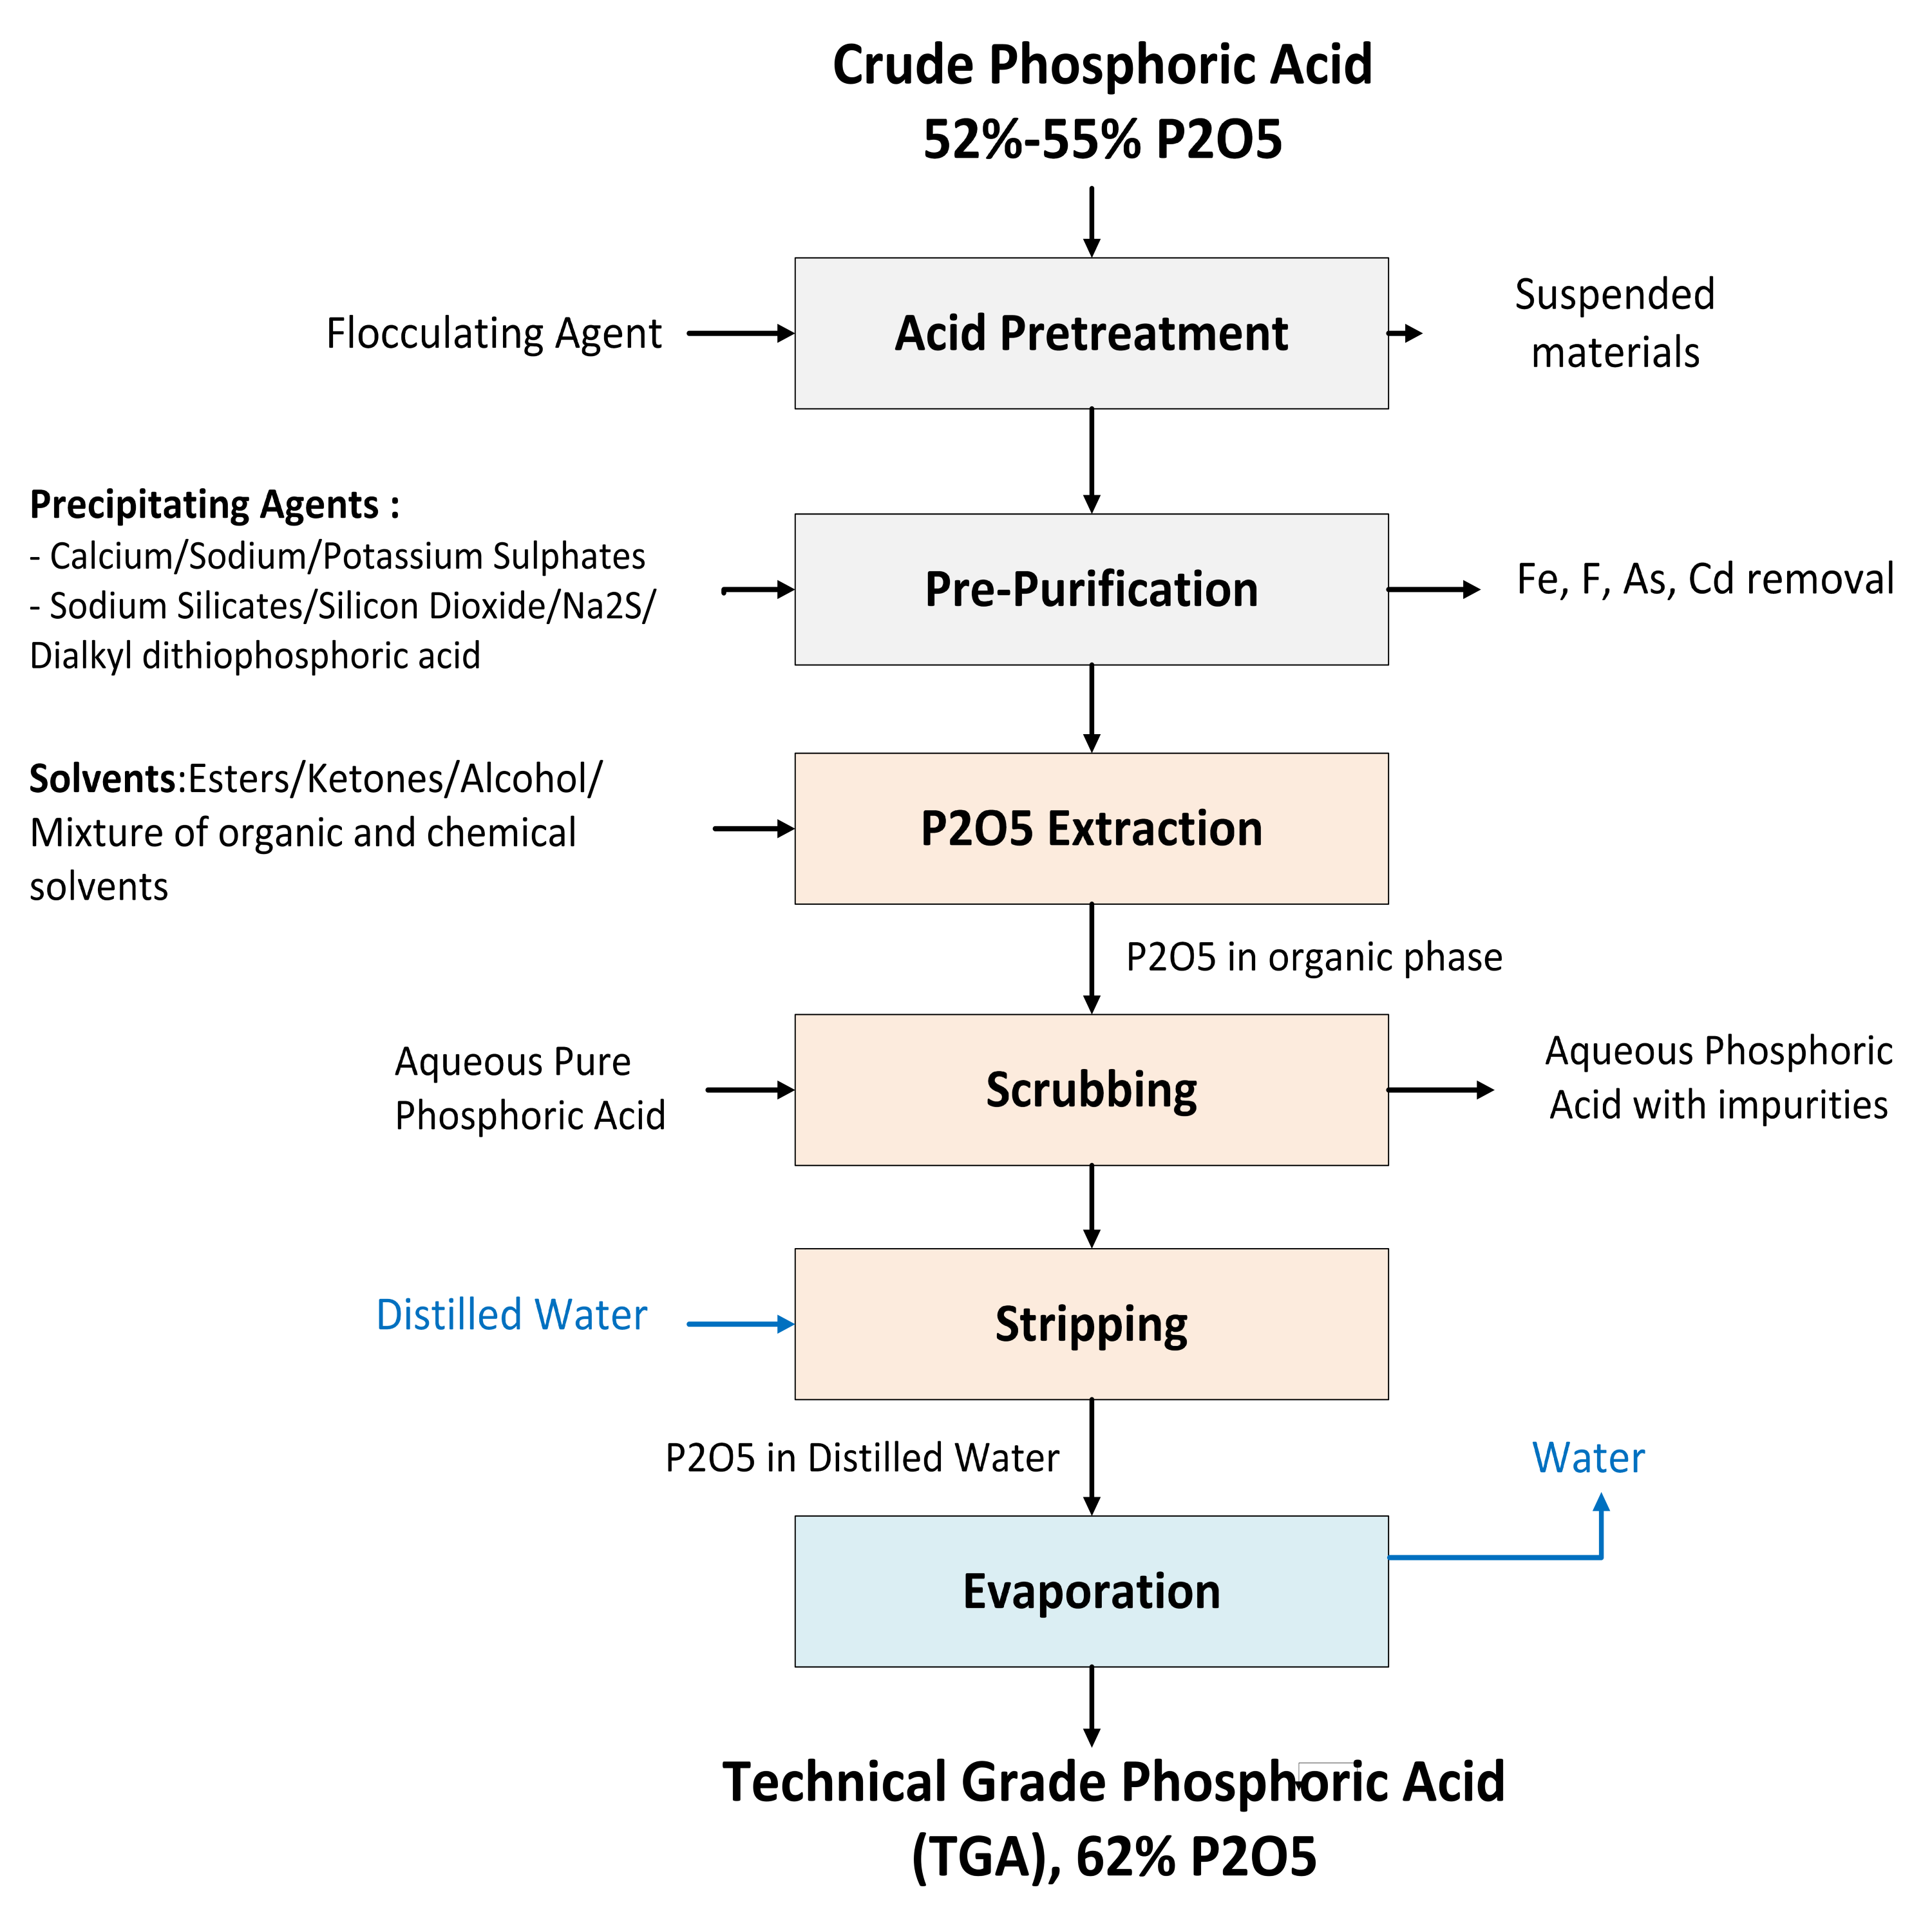 Crude Phosphoric Acid
52%-55% P2O5
Flocculating Agent
Acid Pretreatment
Suspended
materials
Precipitating Agents :
- Calcium/Sodium/Potassium Sulphates
- Sodium Silicates/Silicon Dioxide/Na2S/
Dialkyl dithiophosphoric acid
Pre-Purification
Fe, F, As, Cd removal
Solvents:Esters/Ketones/Alcohol/
Mixture of organic and chemical
solvents
P2O5 Extraction
P2O5 in organic phase
Aqueous Pure
Phosphoric Acid
Scrubbing
Aqueous Phosphoric
Acid with impurities
Distilled Water
Stripping
P2O5 in Distilled Water
Water
Evaporation
Technical Grade Phosphoric Acid
(TGA), 62% P2O5